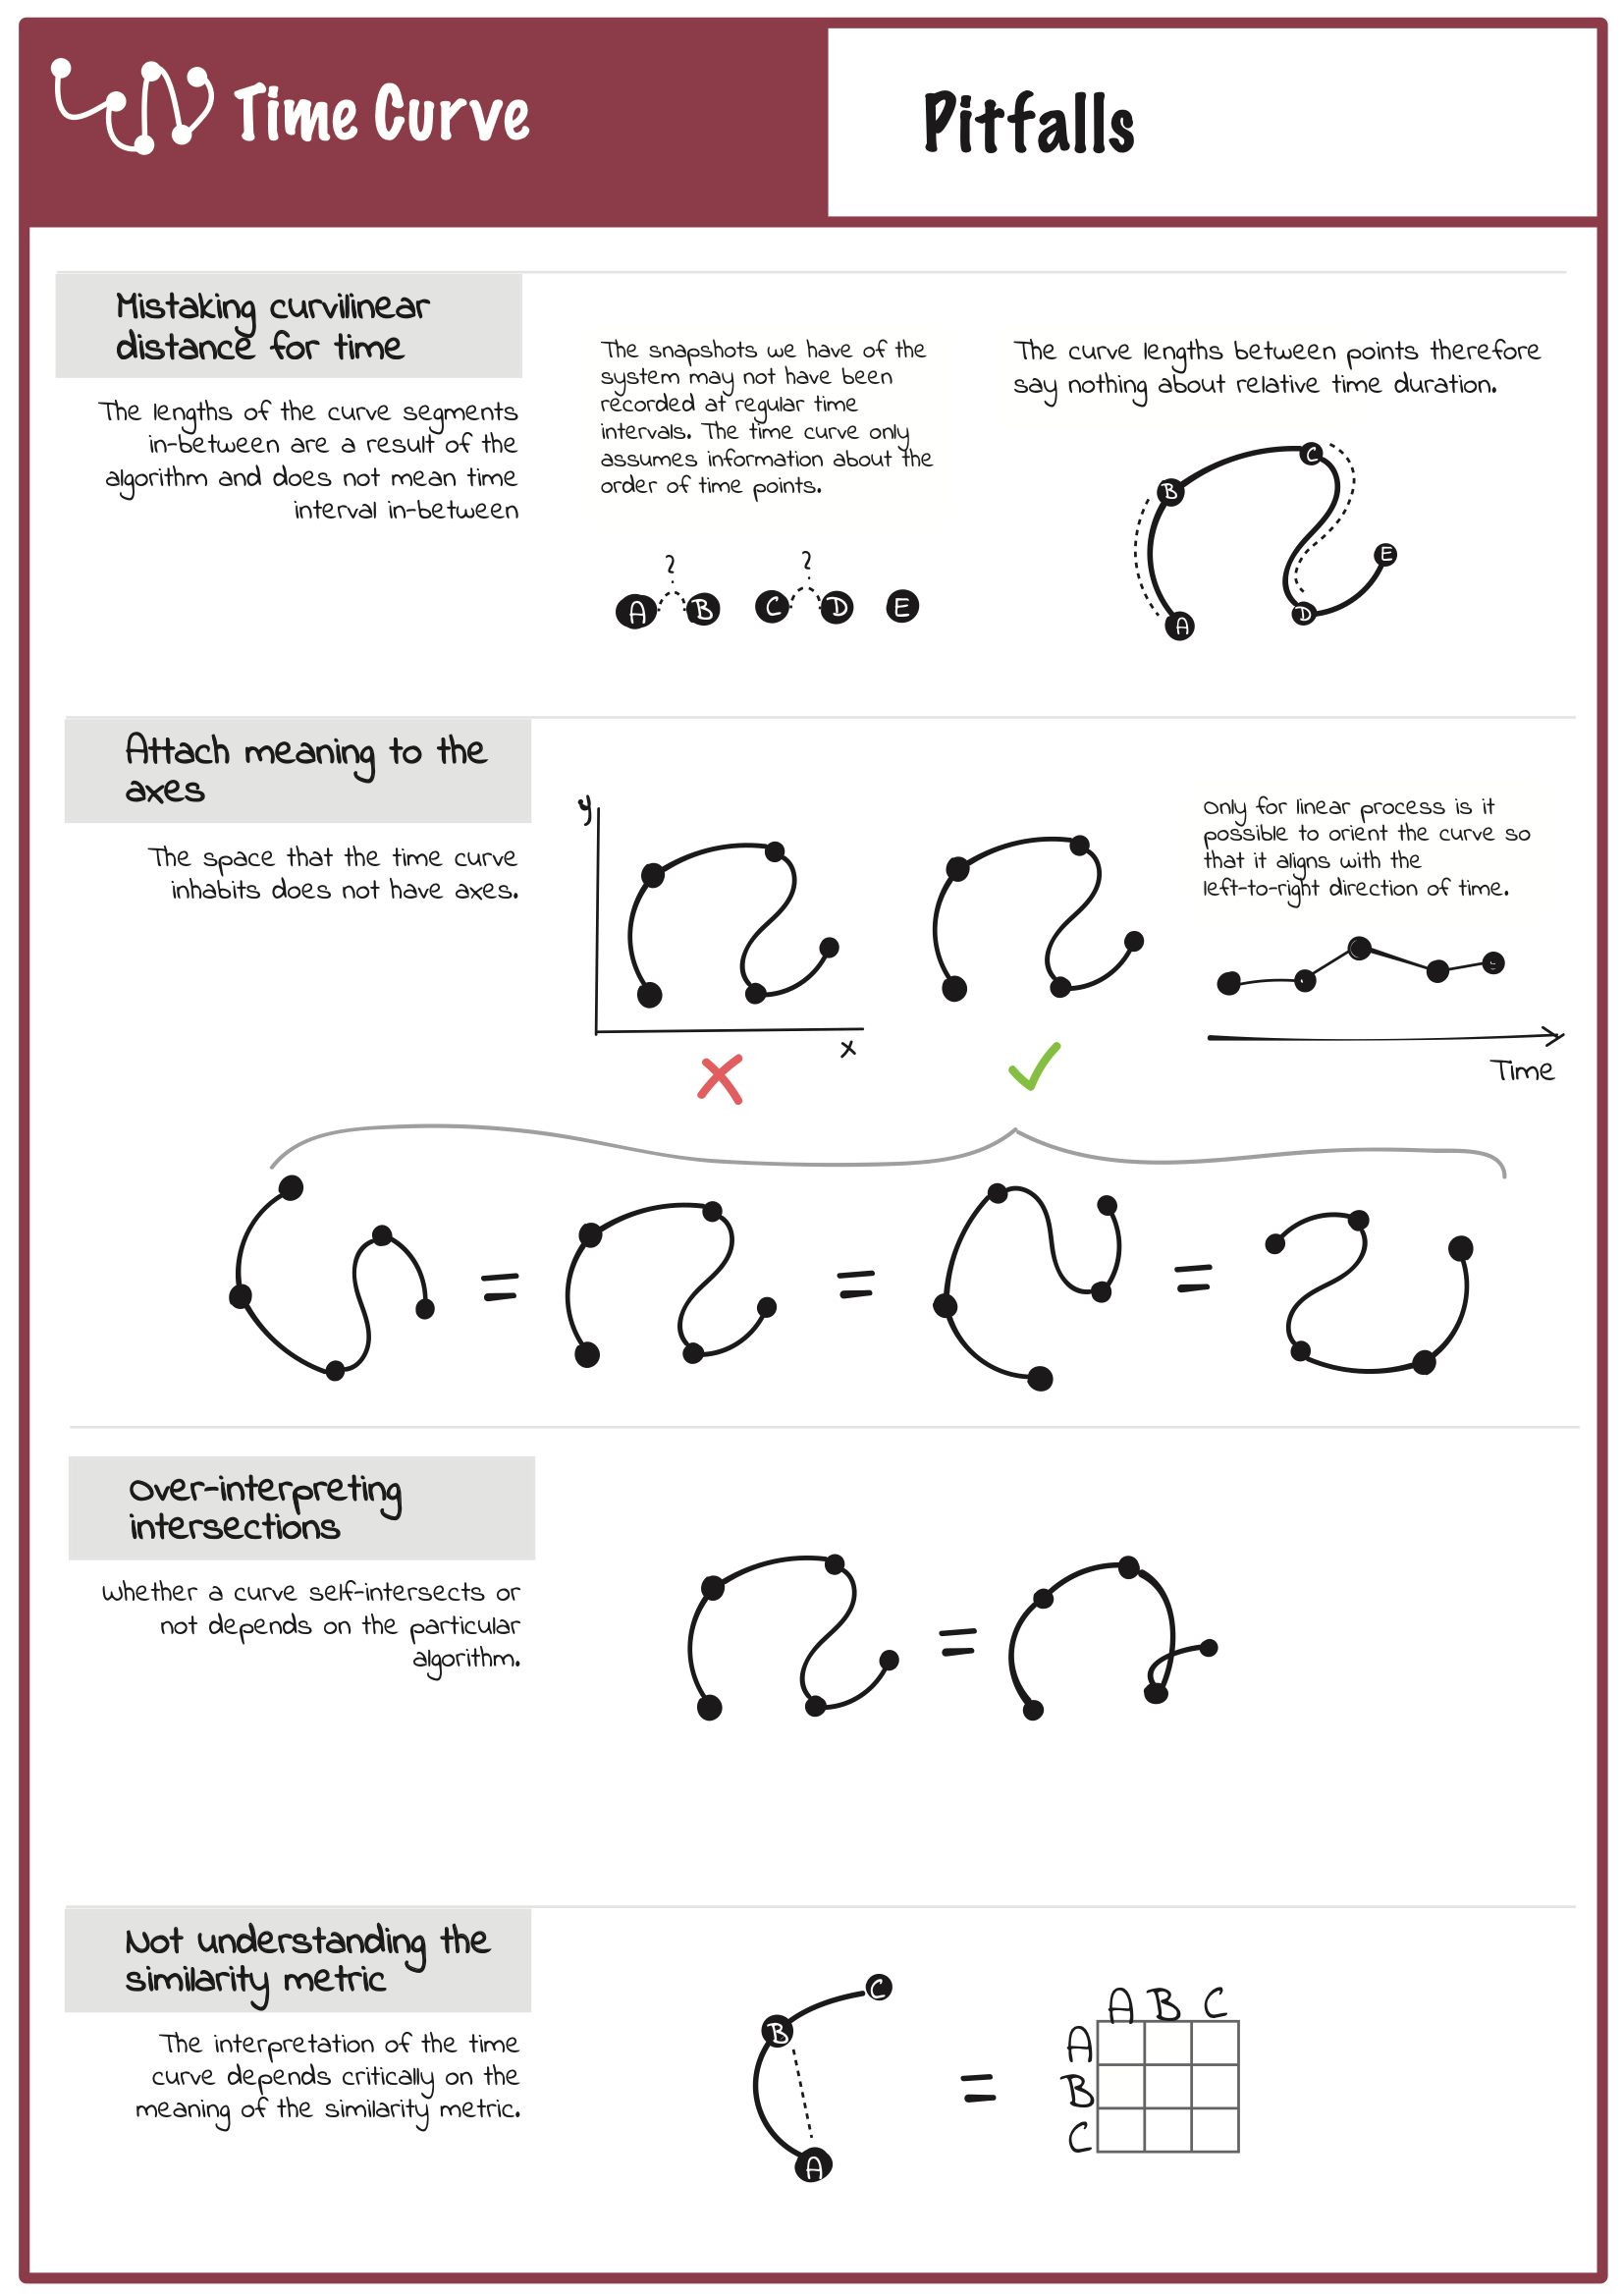 Time Curve
Pitfalls
Mistaking curvilinear
distance for time
The lengths of the curve segments
in-between are a result of the
algorithm and does not mean time
interval in-between
The snapshots we have of the
system may not have been
recorded at regular time
intervals. The time curve only
assumes information about the
order of time points.
? ?
A B C D E
The curve lengths between points therefore
say nothing about relative time duration.
C
B
E
D
A
Attach meaning to the
axes
The space that the time curve
inhabits does not have axes.
y
x
Only for linear process is it
possible to orient the curve so
that it aligns with the
left-to-right direction of time.
Time
= = =
Over-interpreting
intersections
Whether a curve self-intersects or
not depends on the particular
algorithm.
=
Not understanding the
similarity metric
The interpretation of the time
curve depends critically on the
meaning of the similarity metric.
C
B
A
=
A B C
A
B
C